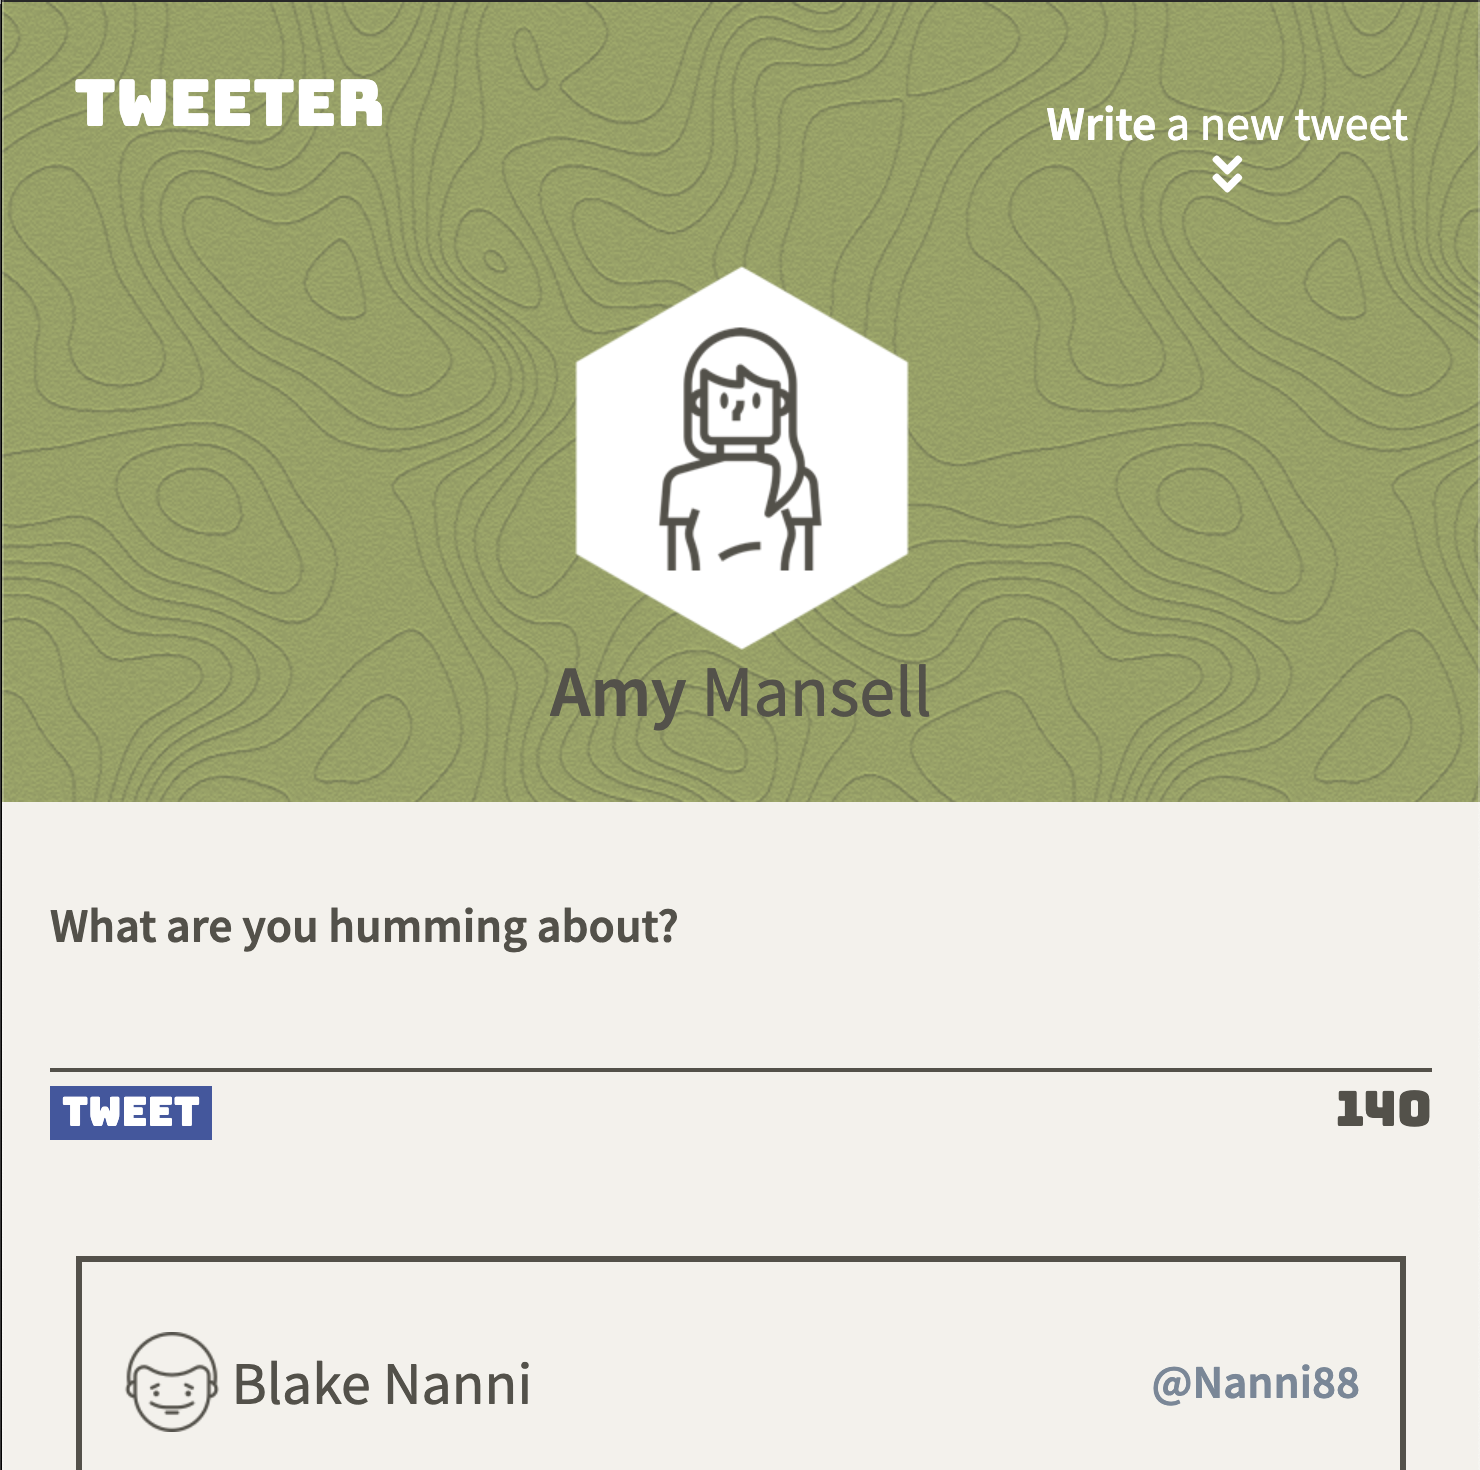 TWEETER
Write a new tweet
Amy Mansell
What are you humming about?
TWEET
140
Blake Nanni
@Nanni88